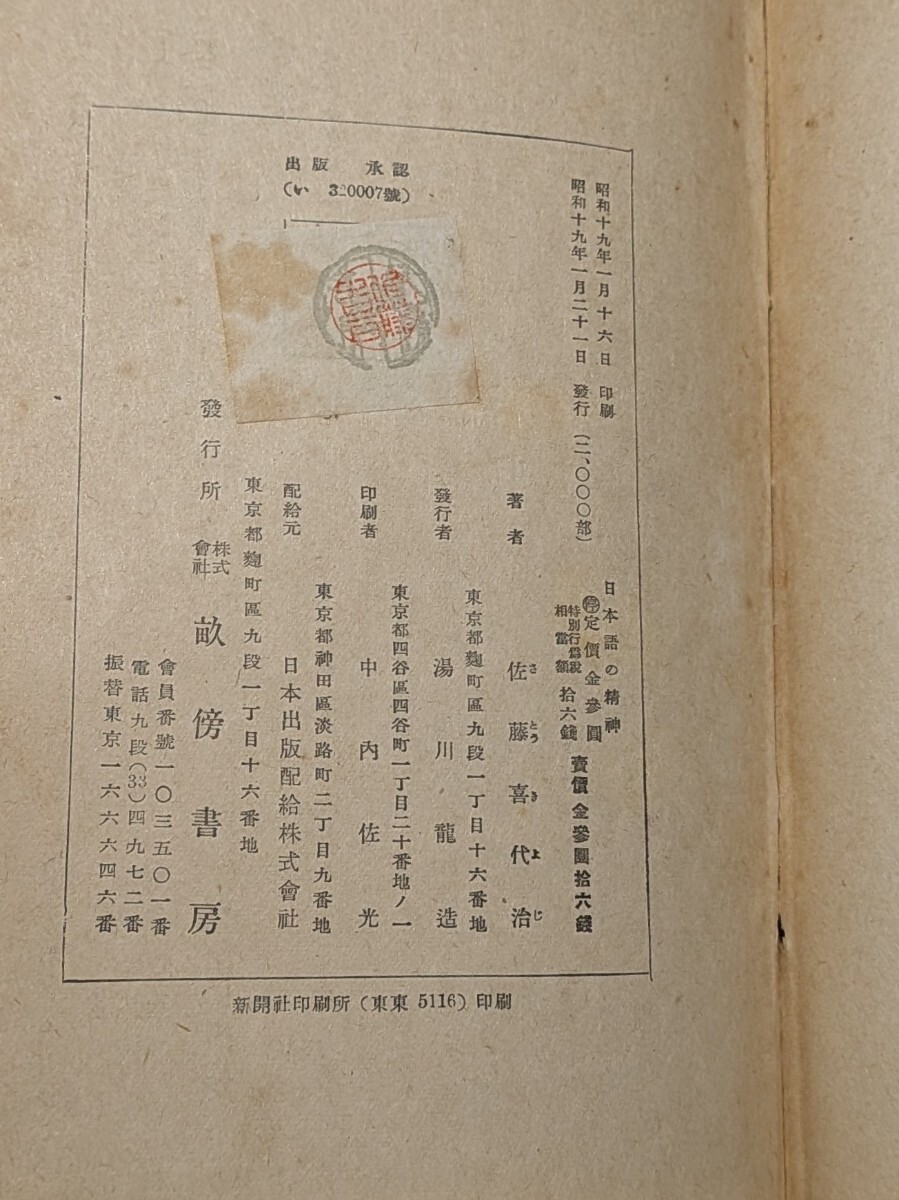 出版 承認
(い 320007號)
昭和十九年一月十六日 印刷
昭和十九年一月二十一日 發行 (二、〇〇〇部)
日本語の精神
㊞定價金參圓
特別行爲税
相當額
拾六錢
賣價金參圓拾六錢
著者 佐藤喜代治
さとうきよじ
東京都麴町區九段一丁目十六番地
發行者 湯川龍造
東京都四谷區四谷町一丁目二十番地ノ一
印刷者 中內佐光
東京都神田區淡路町二丁目九番地
配給元 日本出版配給株式會社
東京都麴町區九段一丁目十六番地
發行所 株式會社 畝傍書房
會員番號一〇三五〇一番
電話九段(33)四九七二番
振替東京一六六六四六番
新開社印刷所 (東東 5116) 印刷